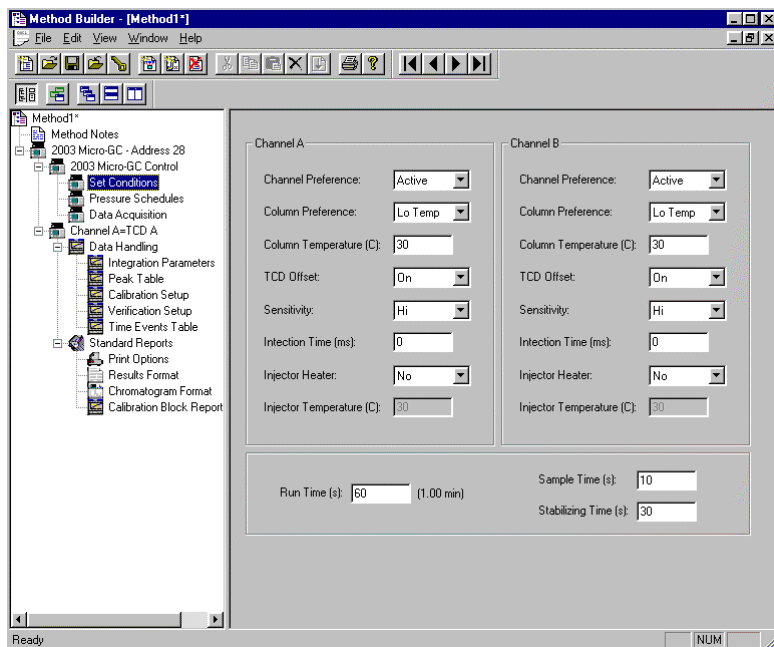 Method Builder - [Method1*]
File Edit View Window Help
Method1*
Method Notes
2003 Micro-GC - Address 28
2003 Micro-GC Control
Set Conditions
Pressure Schedules
Data Acquisition
Channel A=TCD A
Data Handling
Integration Parameters
Peak Table
Calibration Setup
Verification Setup
Time Events Table
Standard Reports
Print Options
Results Format
Chromatogram Format
Calibration Block Report
Channel A
Channel Preference: Active
Column Preference: Lo Temp
Column Temperature (C): 30
TCD Offset: On
Sensitivity: Hi
Intection Time (ms): 0
Injector Heater: No
Injector Temperature (C): 30
Channel B
Channel Preference: Active
Column Preference: Lo Temp
Column Temperature (C): 30
TCD Offset: On
Sensitivity: Hi
Intection Time (ms): 0
Injector Heater: No
Injector Temperature (C): 30
Run Time (s): 60 (1.00 min)
Sample Time (s): 10
Stabilizing Time (s): 30
Ready
NUM